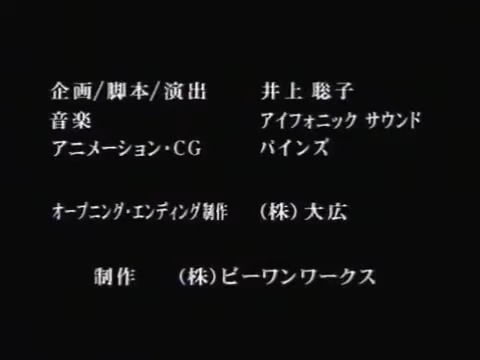 企画/脚本/演出 井上 聡子
音楽 アイフォニック サウンド
アニメーション・CG パインズ
オープニング・エンディング制作 (株) 大広
制作 (株)ビーワンワークス